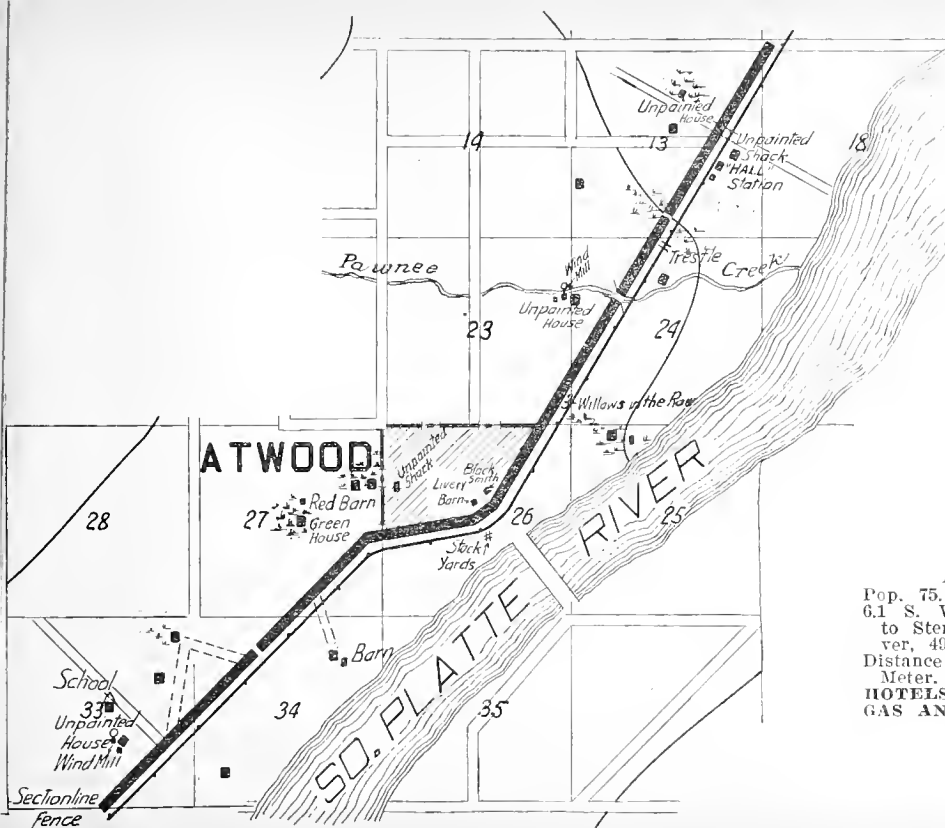 Unpainted
House
14
13
Unpainted
Shack
"HALL"
Station
18
Pawnee
Creek
Trestle
Wind
Mill
Unpainted
House
23
24
3-Willows in the Row
ATWOOD
Unpainted
Shack
Black
Smith
Livery
Barn
Red Barn
Green
House
28
27
26
25
Stock
Yards
SO. PLATTE RIVER
Barn
School
33
34
35
Unpainted
House
Wind Mill
Sectionline
Fence
Pop. 75.
6.1 S. W
to Ster
ver, 49
Distance
Meter.
HOTELS
GAS AN